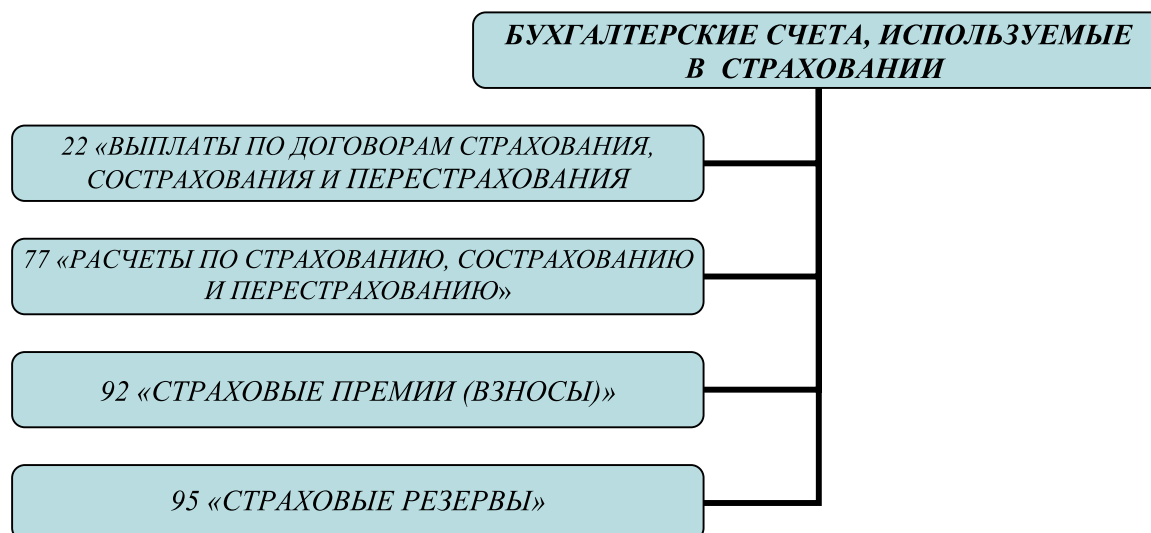 БУХГАЛТЕРСКИЕ СЧЕТА, ИСПОЛЬЗУЕМЫЕ
В СТРАХОВАНИИ
22 «ВЫПЛАТЫ ПО ДОГОВОРАМ СТРАХОВАНИЯ,
СОСТРАХОВАНИЯ И ПЕРЕСТРАХОВАНИЯ
77 «РАСЧЕТЫ ПО СТРАХОВАНИЮ, СОСТРАХОВАНИЮ
И ПЕРЕСТРАХОВАНИЮ»
92 «СТРАХОВЫЕ ПРЕМИИ (ВЗНОСЫ)»
95 «СТРАХОВЫЕ РЕЗЕРВЫ»